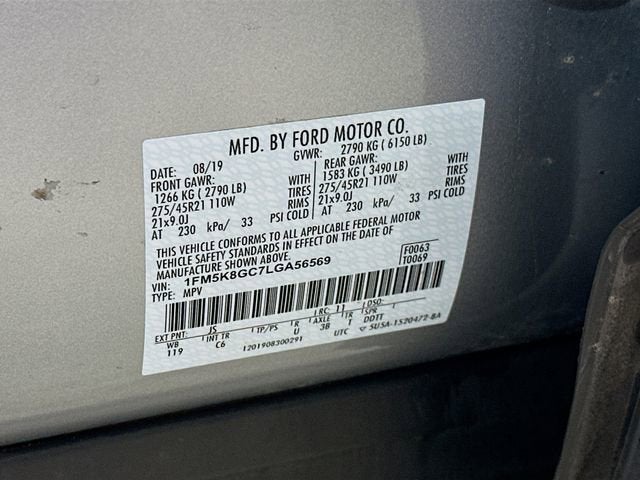 MFD. BY FORD MOTOR CO.
DATE: 08/19 GVWR: 2790 KG ( 6150 LB)
FRONT GAWR: WITH REAR GAWR: WITH
1266 KG ( 2790 LB) TIRES 1583 KG ( 3490 LB) TIRES
275/45R21 110W RIMS 275/45R21 110W RIMS
21x9.0J 21x9.0J
AT 230 kPa/ 33 PSI COLD AT 230 kPa/ 33 PSI COLD
THIS VEHICLE CONFORMS TO ALL APPLICABLE FEDERAL MOTOR
VEHICLE SAFETY STANDARDS IN EFFECT ON THE DATE OF
MANUFACTURE SHOWN ABOVE.
VIN: 1FM5K8GC7LGA56569 F0063
TYPE: MPV T0069
EXT PNT: JS RC: 11 DSO:
WB INT TR TP/PS R AXLE TR SPR
119 C6 U 3B T DDTT
1201908300291 UTC 5U5A-1520472-BA